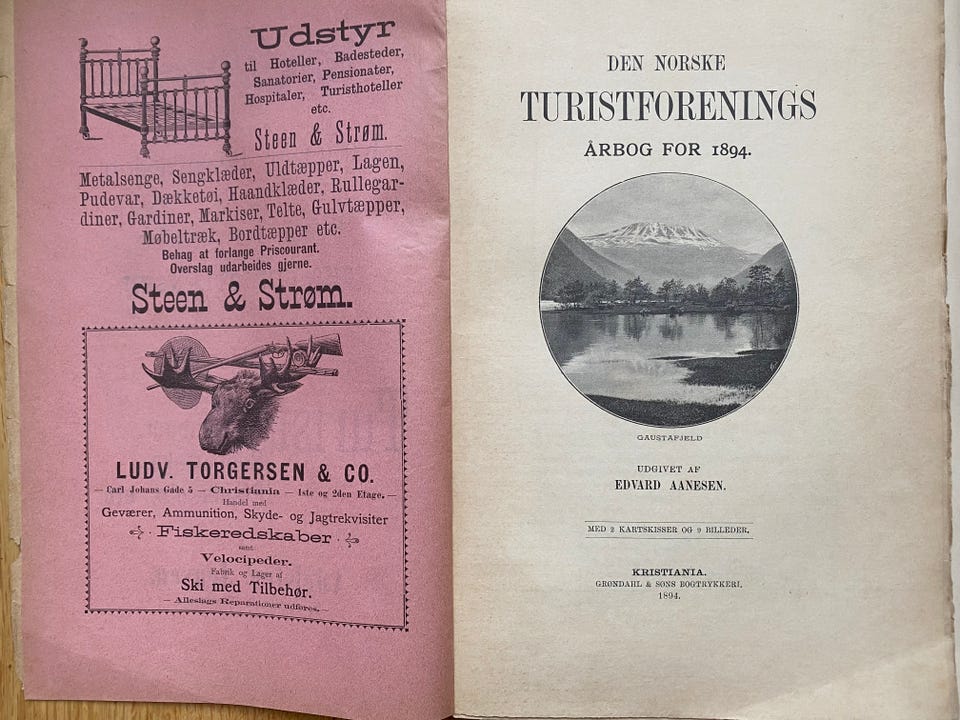 Udstyr
til Hoteller, Badesteder,
Sanatorier, Pensionater,
Hospitaler, Turisthoteller
etc.
Steen & Strøm.
Metalsenge, Sengklæder, Uldtæpper, Lagen,
Pudevar, Dækketøi, Haandklæder, Rullegar-
diner, Gardiner, Markiser, Telte, Gulvtæpper,
Møbeltræk, Bordtæpper etc.
Behag at forlange Priscourant.
Overslag udarbeides gjerne.
Steen & Strøm.
LUDV. TORGERSEN & CO.
— Carl Johans Gade 5 — Christiania — 1ste og 2den Etage. —
Handel med
Geværer, Ammunition, Skyde- og Jagtrekvisiter
Fiskeredskaber
samt
Velocipeder.
Fabrik og Lager af
Ski med Tilbehør.
— Alleslags Reparationer udføres. —
DEN NORSKE
TURISTFORENINGS
ÅRBOG FOR 1894.
GAUSTAFJELD
UDGIVET AF
EDVARD AANESEN.
MED 2 KARTSKISSER OG 9 BILLEDER.
KRISTIANIA.
GRØNDAHL & SØNS BOGTRYKKERI.
1894.